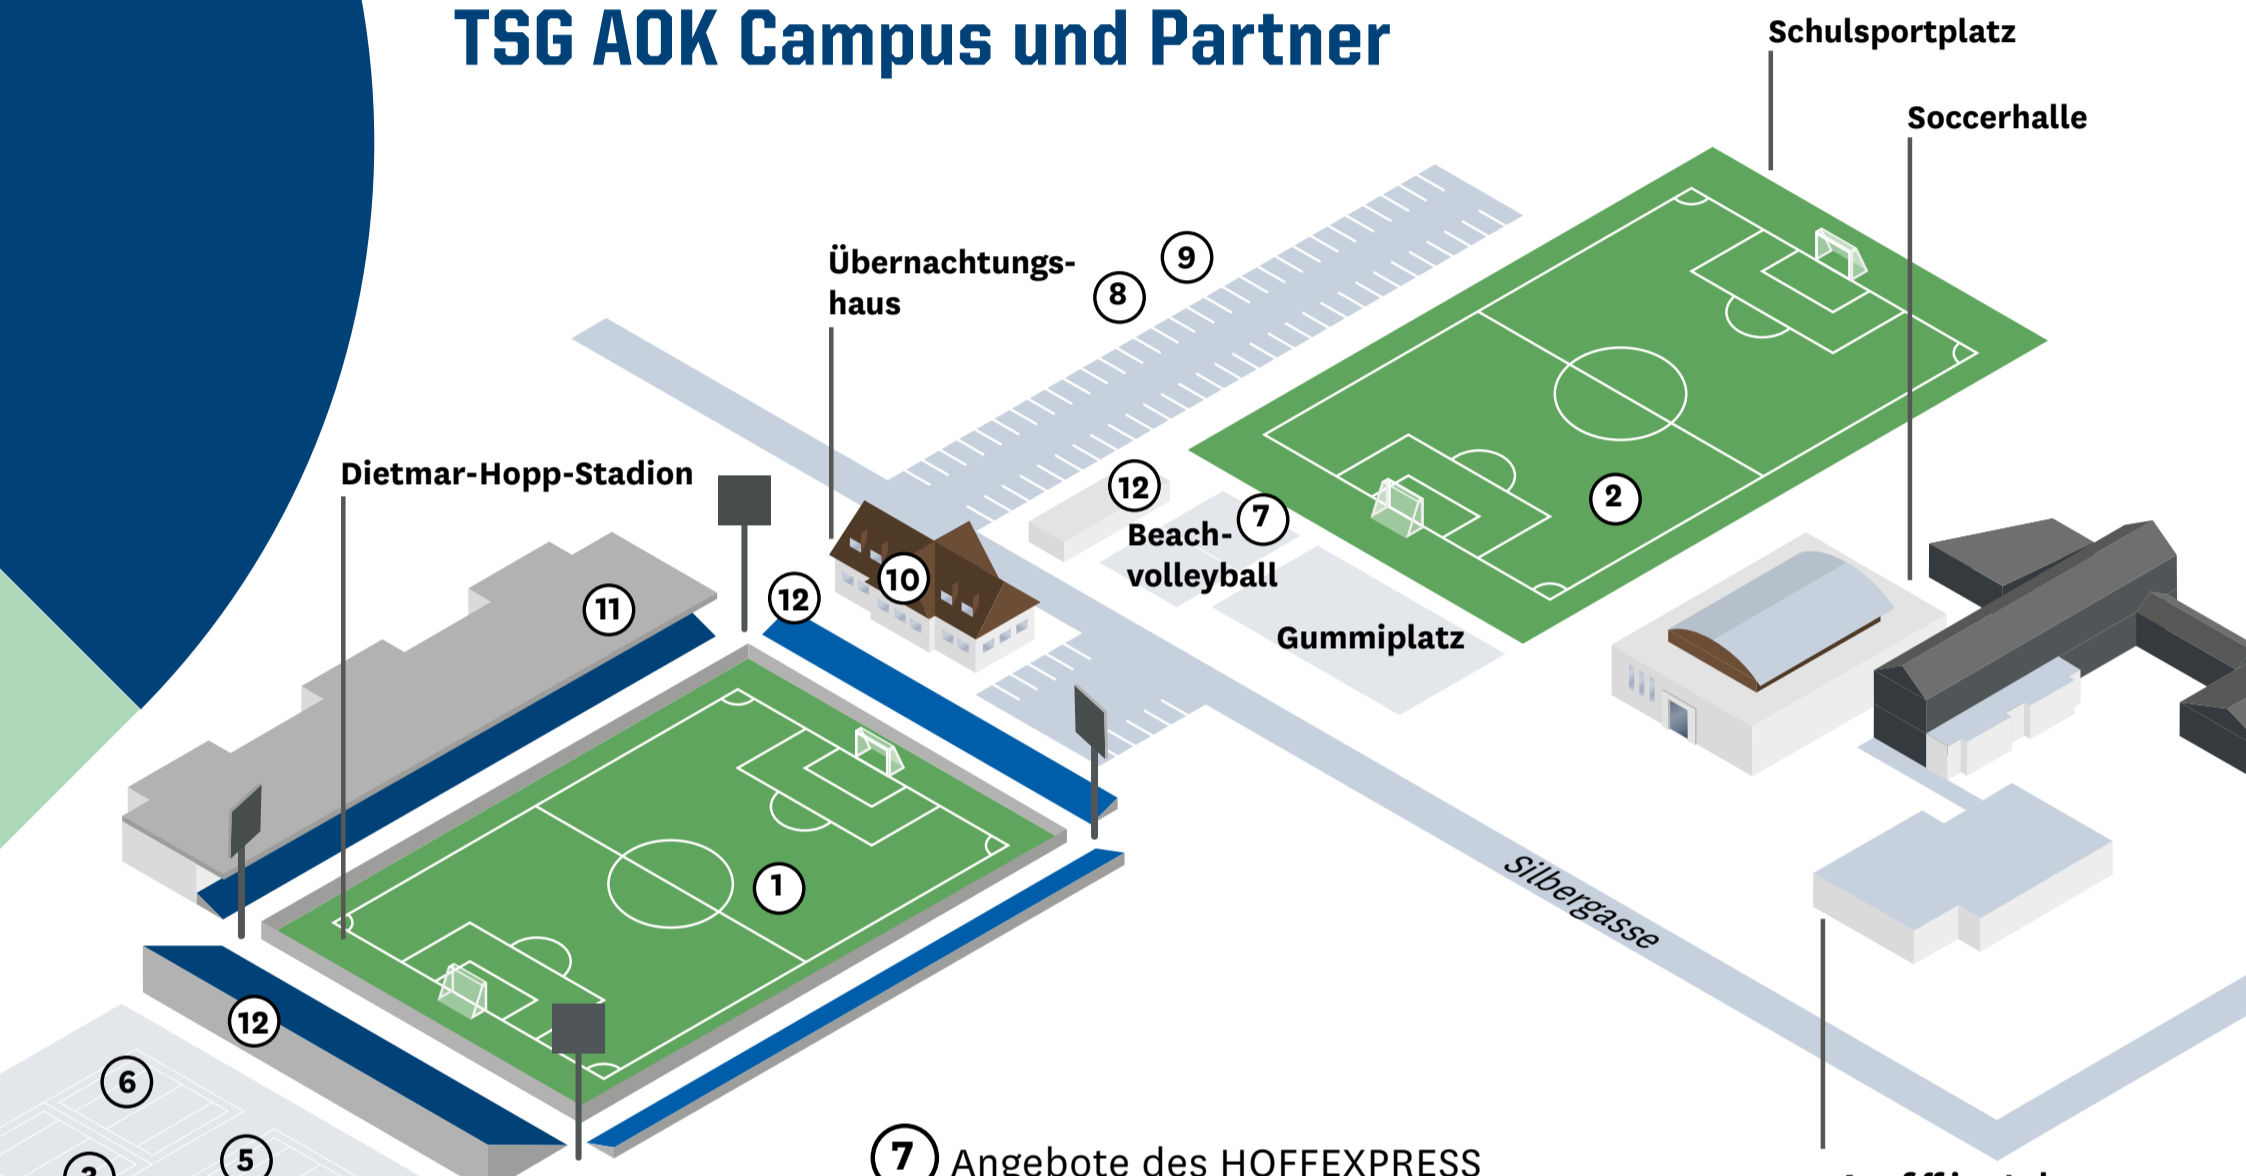 TSG AOK Campus und Partner
Schulsportplatz
Soccerhalle
Übernachtungs-
haus
9
8
Dietmar-Hopp-Stadion
12
7
2
Beach-
volleyball
10
12
11
Gummiplatz
1
Silbergasse
12
6
5
7 Angebote des HOFFEXPRESS